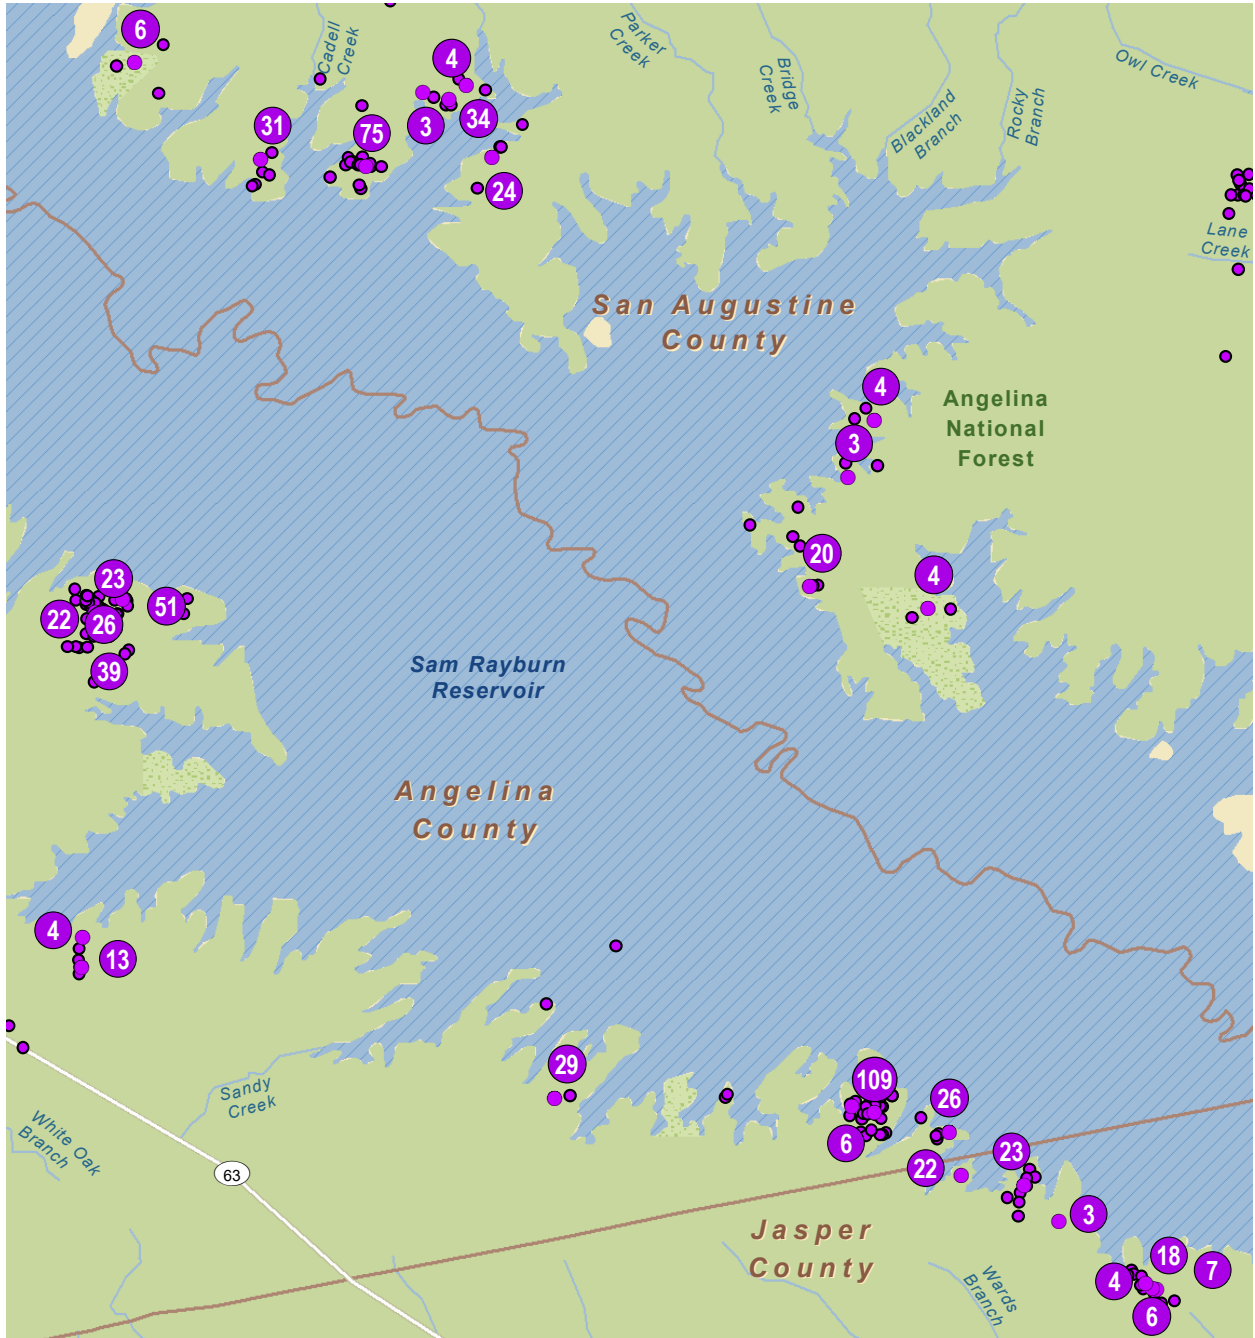 6
Cadell
Creek
4
Parker
Creek
Bridge
Creek
Owl Creek
Blackland
Branch
Rocky
Branch
31
75
3
34
24
Lane
Creek
San Augustine
County
4
Angelina
National
Forest
3
20
4
23
51
22
26
39
Sam Rayburn
Reservoir
Angelina
County
4
13
29
Sandy
Creek
109
26
6
White Oak
Branch
63
22
23
3
Jasper
County
Wards
Branch
18
7
4
6